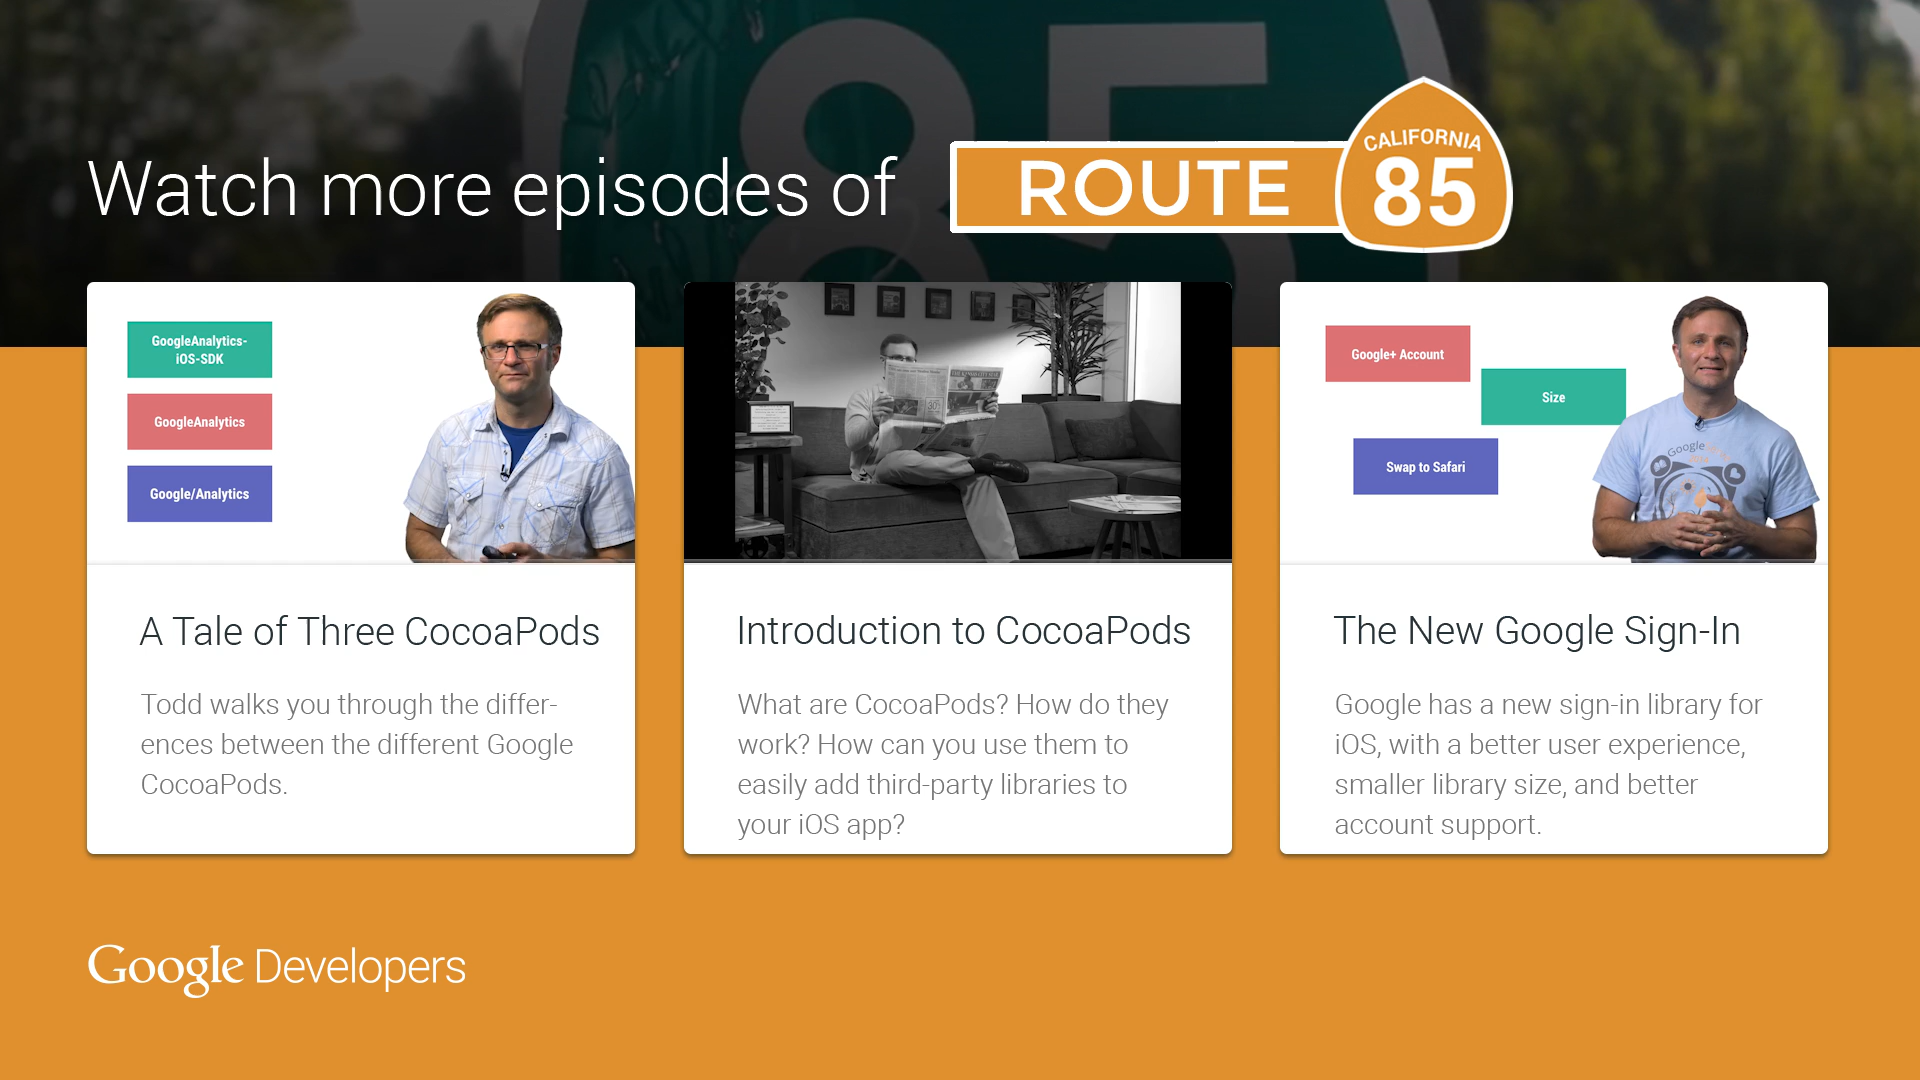 85
Watch more episodes of
ROUTE
CALIFORNIA
85
GoogleAnalytics-
iOS-SDK
GoogleAnalytics
Google/Analytics
Google+ Account
Size
Swap to Safari
Google
A Tale of Three CocoaPods
Todd walks you through the differ-
ences between the different Google
CocoaPods.
Introduction to CocoaPods
What are CocoaPods? How do they
work? How can you use them to
easily add third-party libraries to
your iOS app?
The New Google Sign-In
Google has a new sign-in library for
iOS, with a better user experience,
smaller library size, and better
account support.
Google Developers